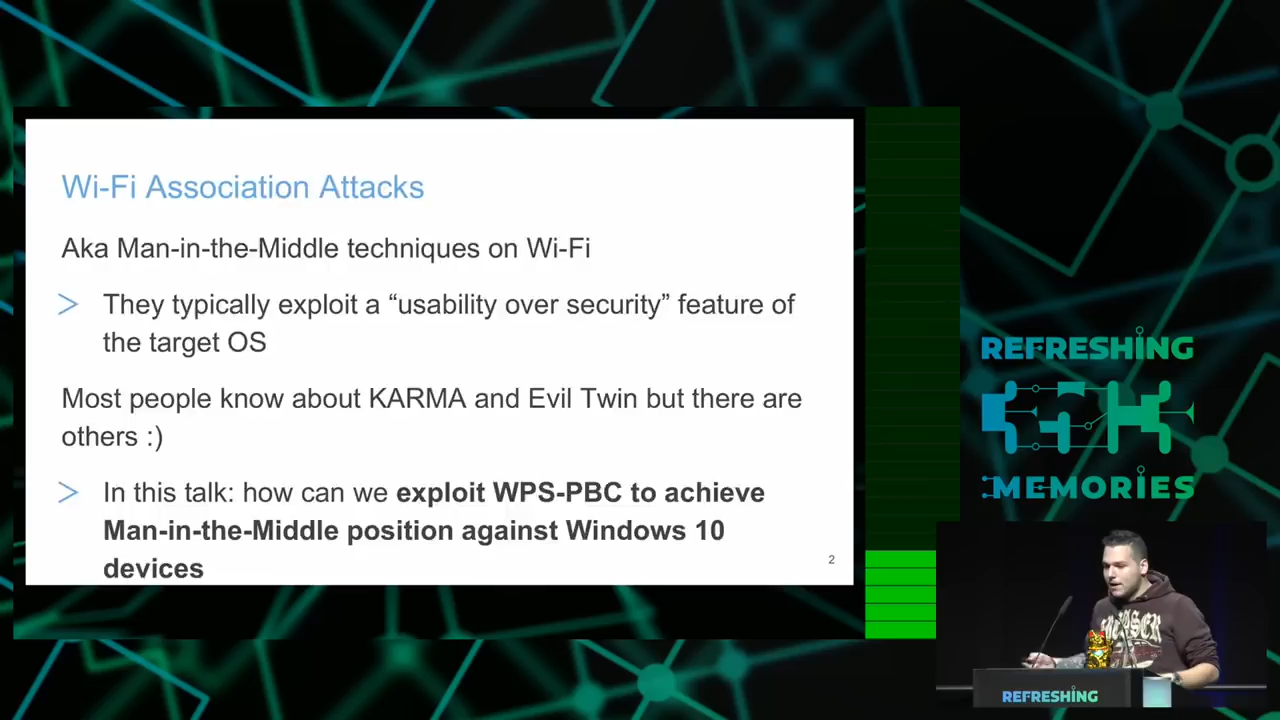 Wi-Fi Association Attacks
Aka Man-in-the-Middle techniques on Wi-Fi
> They typically exploit a “usability over security” feature of
the target OS
Most people know about KARMA and Evil Twin but there are
others :)
> In this talk: how can we exploit WPS-PBC to achieve
Man-in-the-Middle position against Windows 10
devices
2
REFRESHING
35C3
MEMORIES
REFRESHING